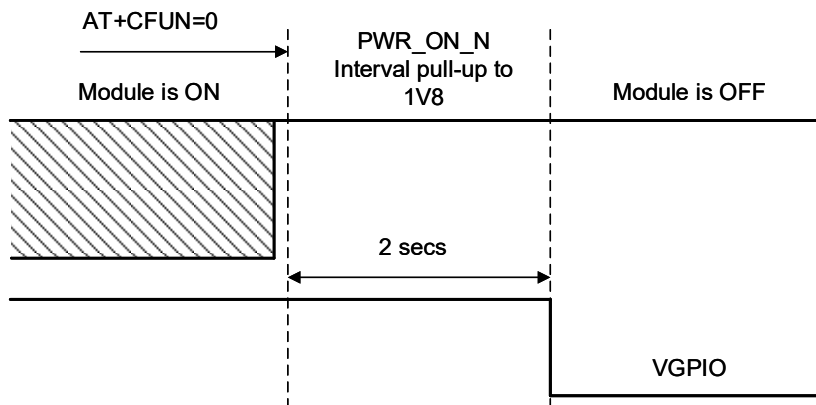 AT+CFUN=0
PWR_ON_N
Interval pull-up to
1V8
Module is ON
Module is OFF
2 secs
VGPIO